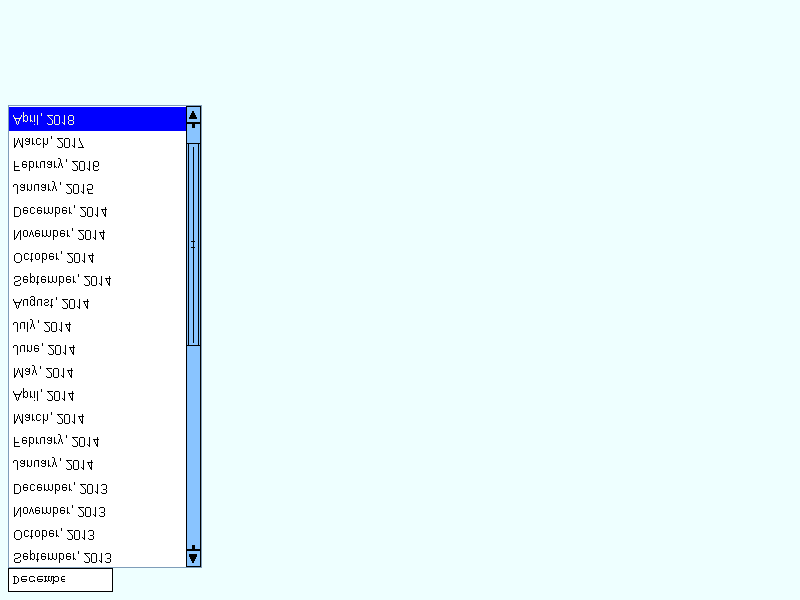 April, 2018
March, 2017
February, 2016
January, 2015
December, 2014
November, 2014
October, 2014
September, 2014
August, 2014
July, 2014
June, 2014
May, 2014
April, 2014
March, 2014
February, 2014
January, 2014
December, 2013
November, 2013
October, 2013
September, 2013
Decembe